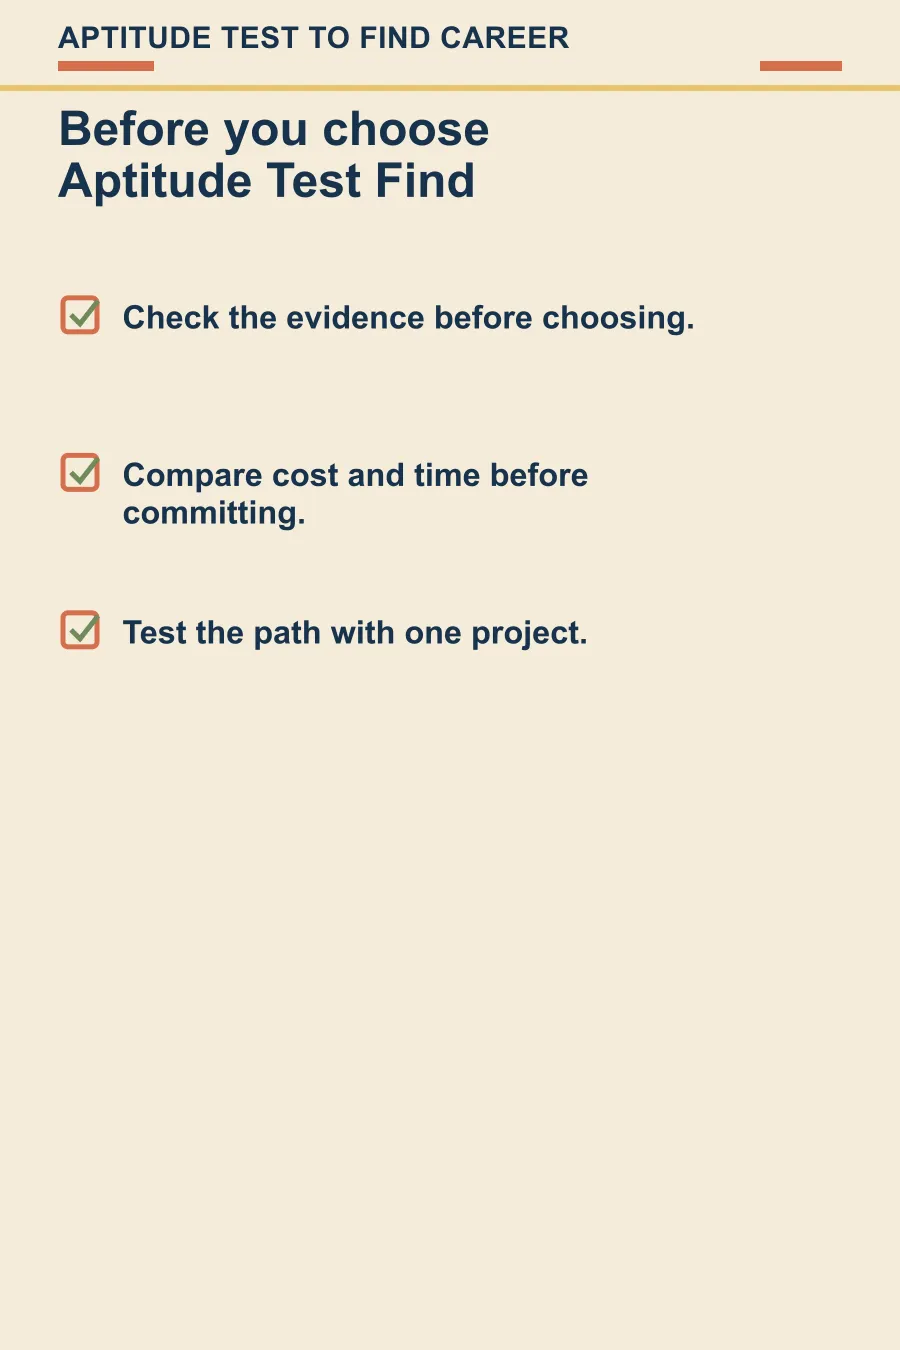 APTITUDE TEST TO FIND CAREER
Before you choose
Aptitude Test Find
Check the evidence before choosing.
Compare cost and time before
committing.
Test the path with one project.